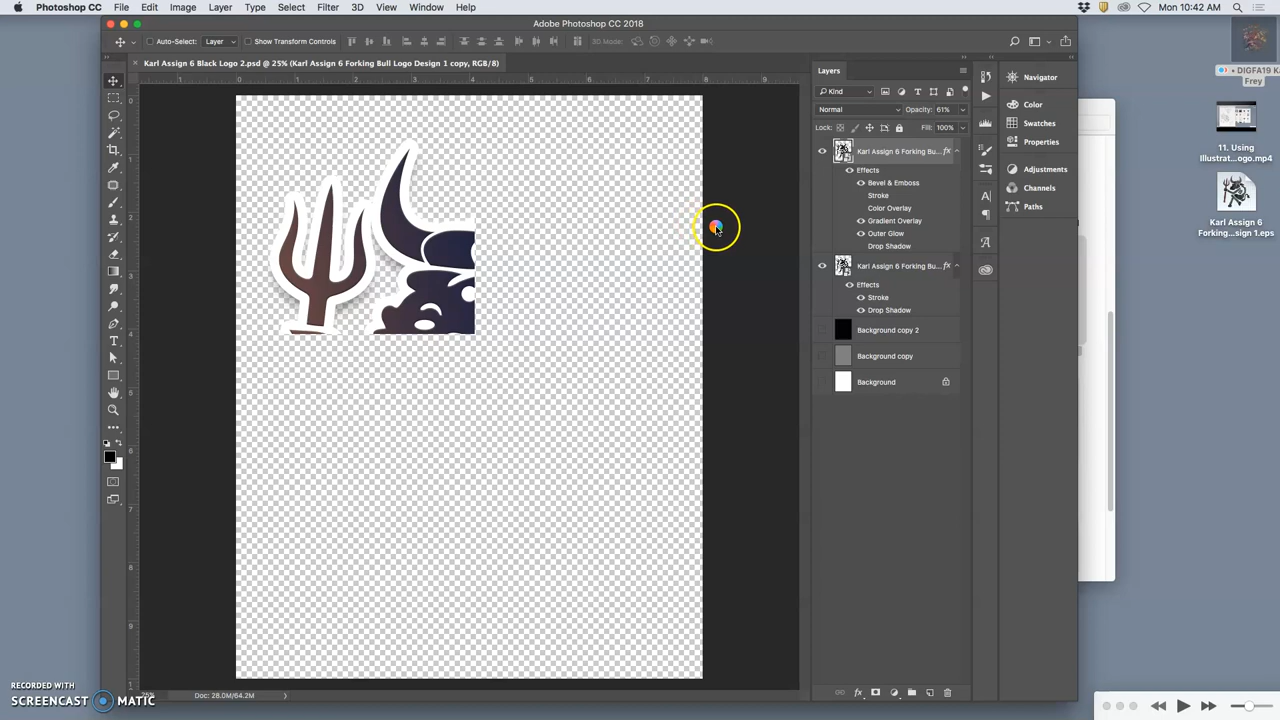 Photoshop CC File Edit Image Layer Type Select Filter 3D View Window Help
Mon 10:42 AM
Adobe Photoshop CC 2018
Auto-Select: Layer Show Transform Controls 3D Mode:
× Karl Assign 6 Black Logo 2.psd @ 25% (Karl Assign 6 Forking Bull Logo Design 1 copy, RGB/8)
Layers
Kind
Normal Opacity: 61%
Lock: Fill: 100%
Karl Assign 6 Forking Bu... fx
Effects
Bevel & Emboss
Stroke
Color Overlay
Gradient Overlay
Outer Glow
Drop Shadow
Karl Assign 6 Forking Bu... fx
Effects
Stroke
Drop Shadow
Background copy 2
Background copy
Background
Navigator
Color
Swatches
Properties
Adjustments
Channels
Paths
DIGFA19 K
Frey
11. Using
Illustrat...ogo.mp4
Karl Assign 6
Forking...sign 1.eps
25% Doc: 28.0M/64.2M
RECORDED WITH
SCREENCAST MATIC